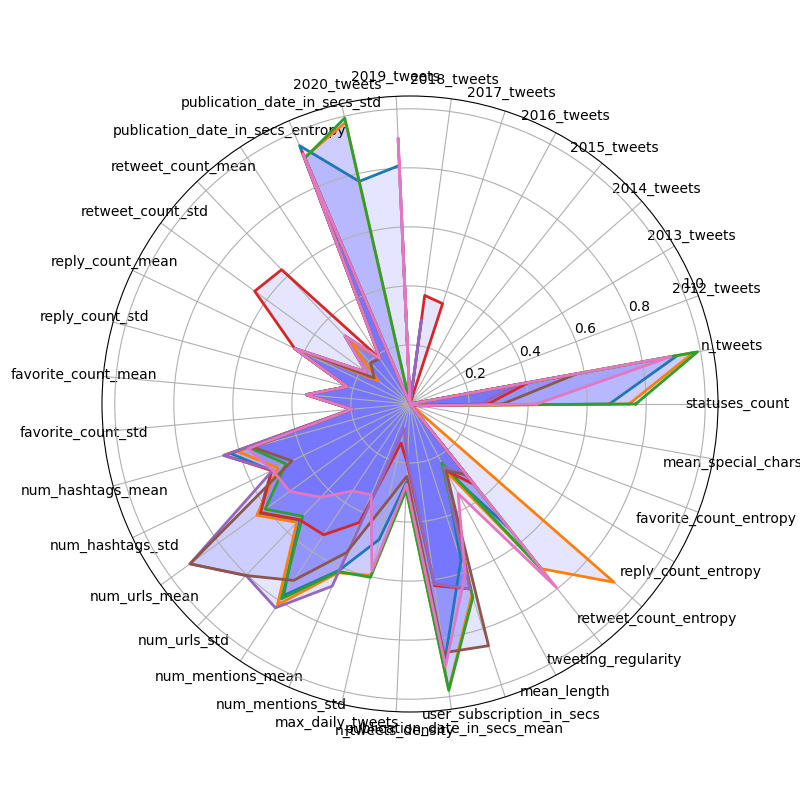 2019_tweets
2018_tweets
2020_tweets
2017_tweets
publication_date_in_secs_std
2016_tweets
publication_date_in_secs_entropy
2015_tweets
retweet_count_mean
2014_tweets
retweet_count_std
2013_tweets
reply_count_mean
2012_tweets
1.0
0.8
reply_count_std
0.6
n_tweets
0.4
favorite_count_mean
0.2
statuses_count
favorite_count_std
mean_special_chars
num_hashtags_mean
favorite_count_entropy
num_hashtags_std
reply_count_entropy
num_urls_mean
retweet_count_entropy
num_urls_std
tweeting_regularity
num_mentions_mean
mean_length
num_mentions_std
user_subscription_in_secs
max_daily_tweets
publication_date_in_secs_mean
n_tweets_density